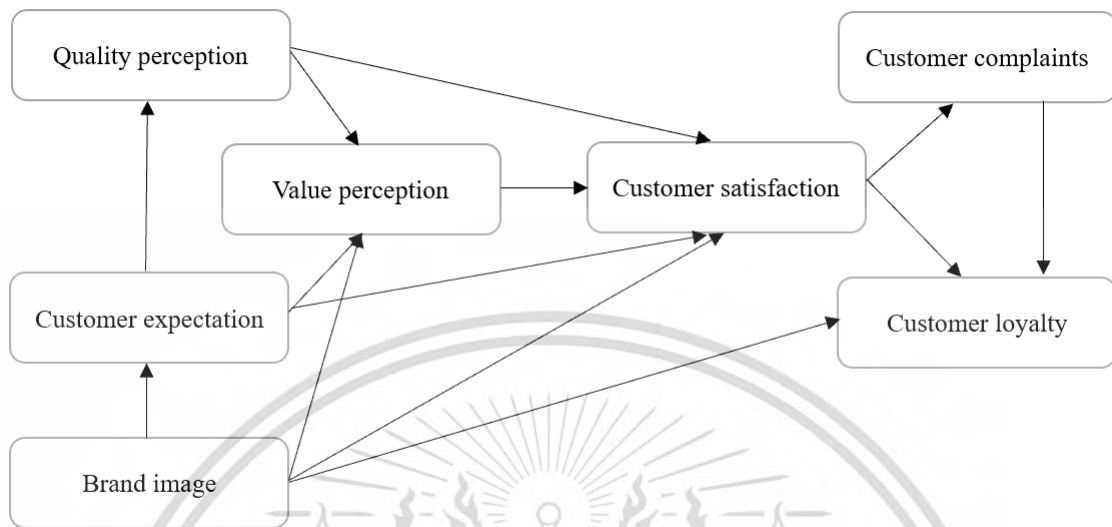 Quality perception
Customer complaints
Value perception
Customer satisfaction
Customer expectation
Customer loyalty
Brand image